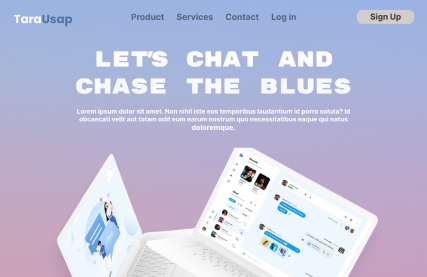 TaraUsap
Product Services Contact Log in
Sign Up
LET'S CHAT AND
CHASE THE BLUES
Lorem ipsum dolor sit amet. Non nihil iste eos temporibus laudantium id porro soluta? Id
obcaecati velit aut totam odit eum earum nostrum quo necessitatibus eaque qui natus
doloremque.